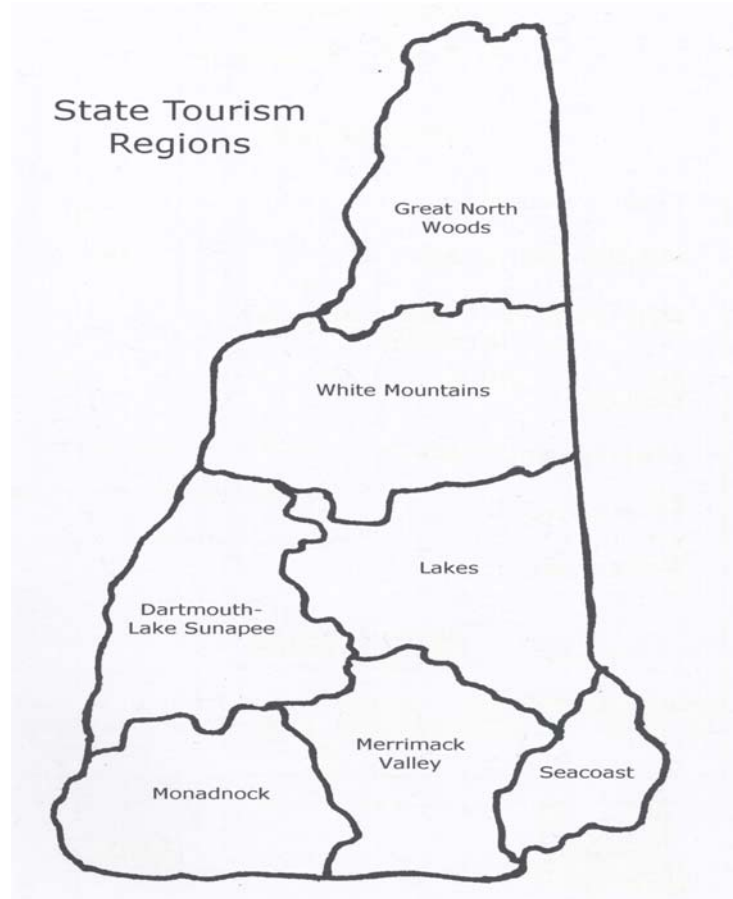 State Tourism
Regions
Great North
Woods
White Mountains
Lakes
Dartmouth-
Lake Sunapee
Merrimack
Valley
Seacoast
Monadnock